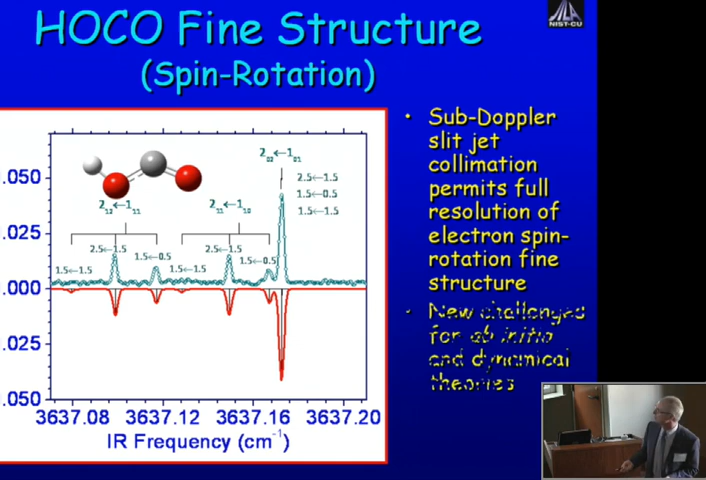 HOCO Fine Structure
(Spin-Rotation)
NIST-CU
• Sub-Doppler
slit jet
collimation
permits full
resolution of
electron spin-
rotation fine
structure
• New challenges
for ab initio
and dynamical
theories
2₀₂←1₀₁
2.5←1.5
1.5←0.5
1.5←1.5
2₁₂←1₁₁
2₁₁←1₁₀
2.5←1.5
2.5←1.5
1.5←0.5
1.5←0.5
1.5←1.5
1.5←1.5
.050
.025
.000
.025
.050
3637.08 3637.12 3637.16 3637.20
IR Frequency (cm⁻¹)